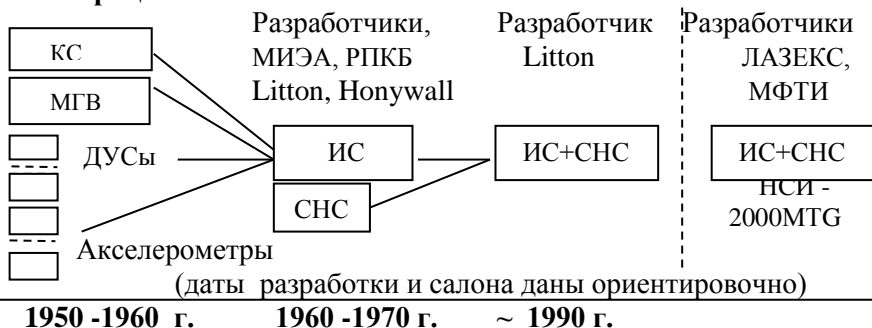 Разработчики, Разработчик Разработчики
КС МИЭА, РПКБ Litton ЛАЗЕКС,
Litton, Honywall МФТИ
МГВ
ДУСы ИС ИС+СНС ИС+СНС
НСИ -
СНС 2000MTG
Акселерометры
(даты разработки и салона даны ориентировочно)
1950 -1960 г. 1960 -1970 г. ~ 1990 г.